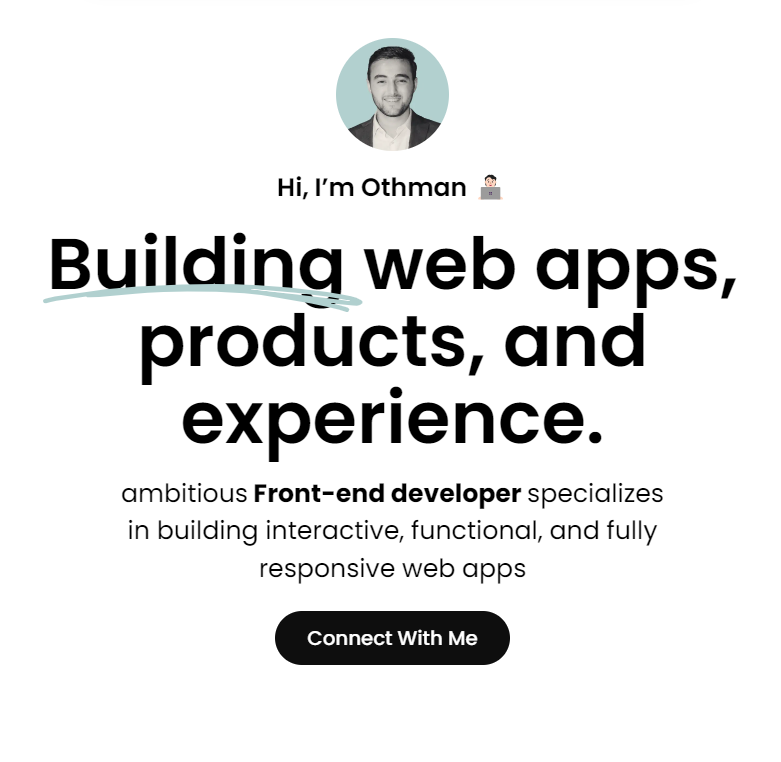 Hi, I’m Othman 👨🏻‍💻
Building web apps,
products, and
experience.
ambitious Front-end developer specializes
in building interactive, functional, and fully
responsive web apps
Connect With Me